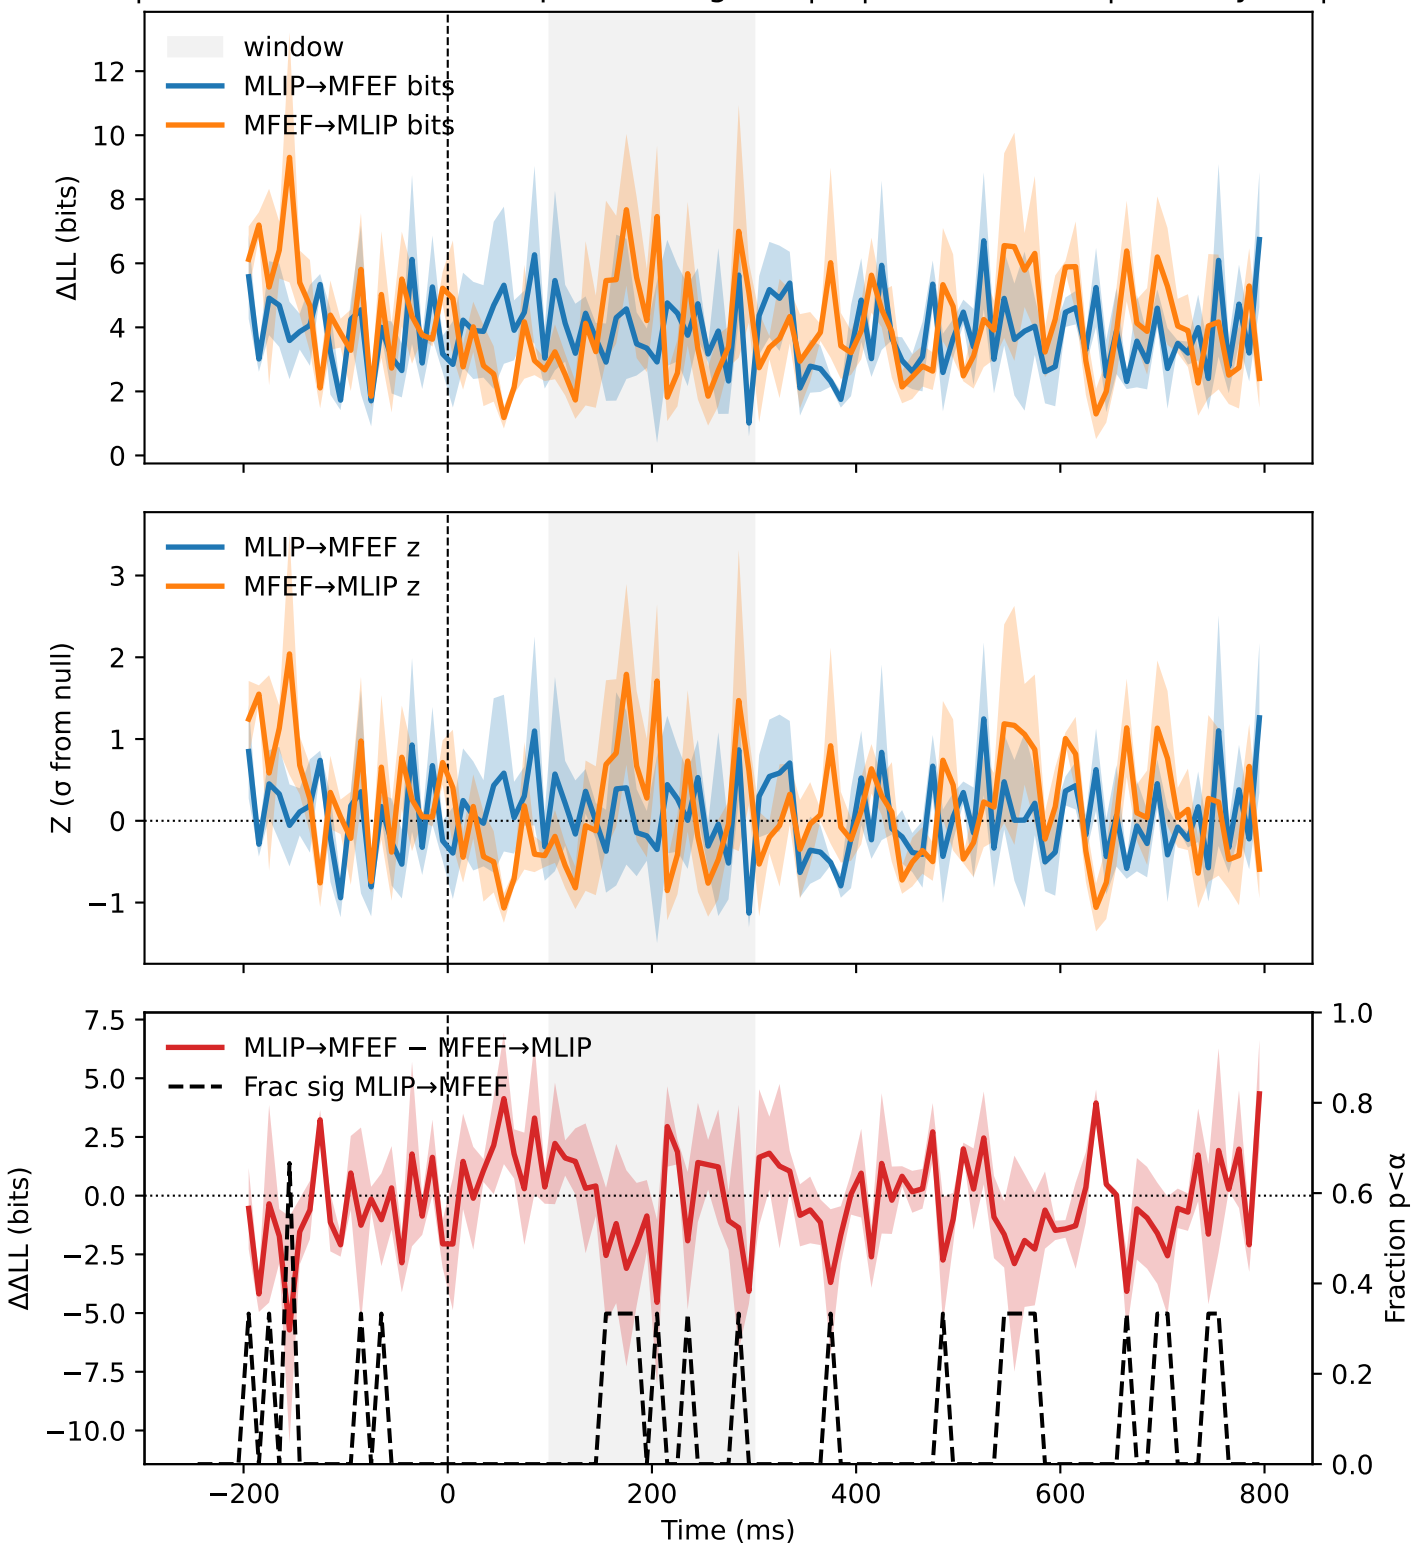 window
MLIP→MFEF bits
MFEF→MLIP bits
ΔLL (bits)
12
10
8
6
4
2
0
MLIP→MFEF z
MFEF→MLIP z
Z (σ from null)
3
2
1
0
−1
MLIP→MFEF − MFEF→MLIP
Frac sig MLIP→MFEF
ΔΔLL (bits)
7.5
5.0
2.5
0.0
−2.5
−5.0
−7.5
−10.0
1.0
0.8
0.6
0.4
0.2
0.0
Fraction p<α
−200
0
200
400
600
800
Time (ms)